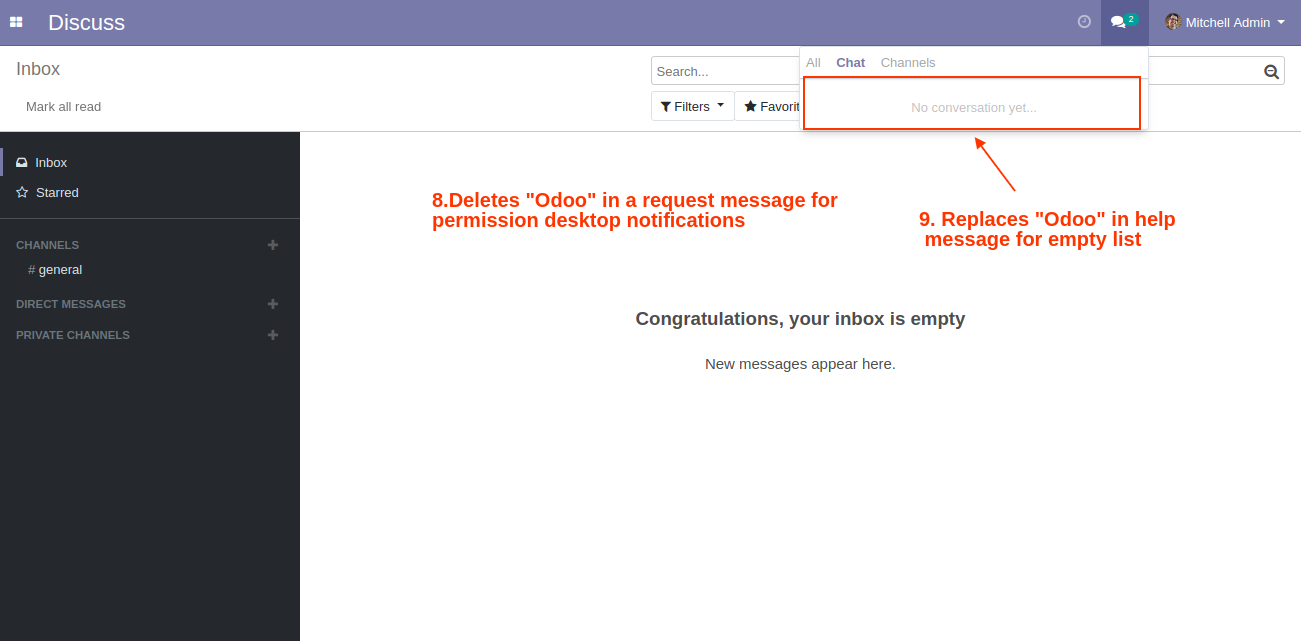 Discuss
2
Mitchell Admin
Inbox
Search...
All Chat Channels
Mark all read
Filters
Favorit
No conversation yet...
Inbox
Starred
8.Deletes "Odoo" in a request message for
permission desktop notifications
9. Replaces "Odoo" in help
message for empty list
CHANNELS
# general
DIRECT MESSAGES
PRIVATE CHANNELS
Congratulations, your inbox is empty
New messages appear here.